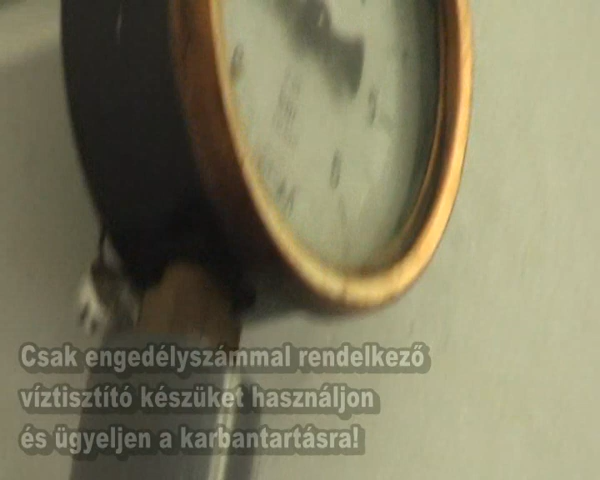 Csak engedélyszámmal rendelkező
víztisztító készüket használjon
és ügyeljen a karbantartásra!